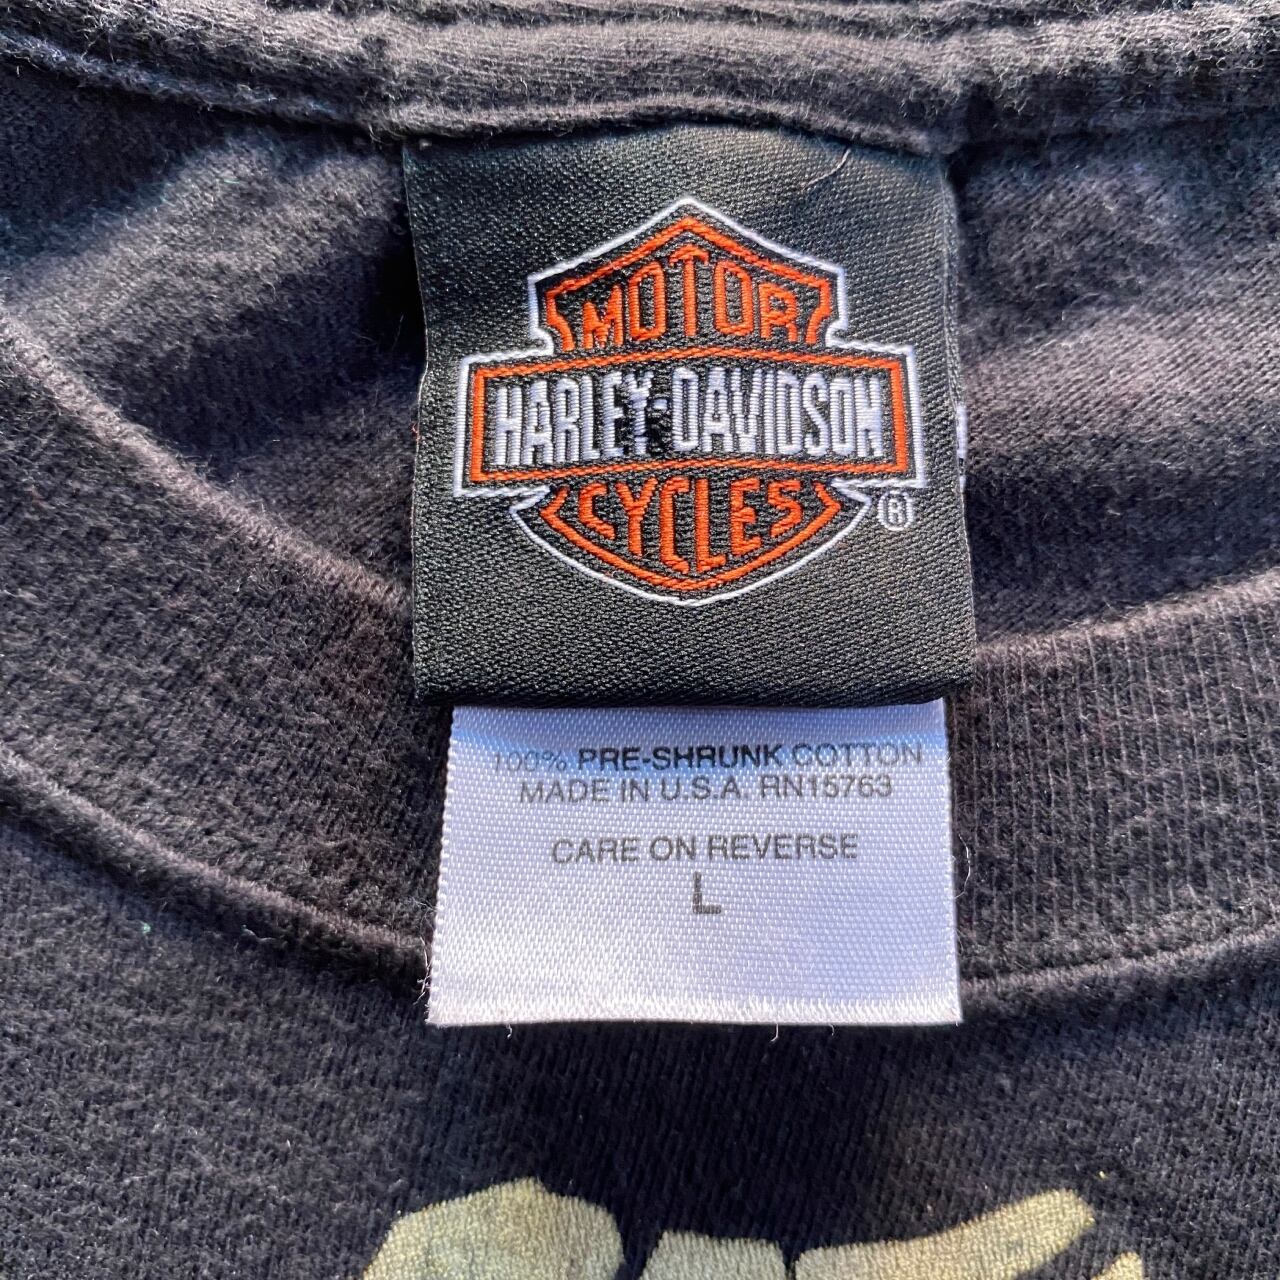 MOTOR
HARLEY-DAVIDSON
CYCLES
®
100% PRE-SHRUNK COTTON
MADE IN U.S.A. RN15763
CARE ON REVERSE
L